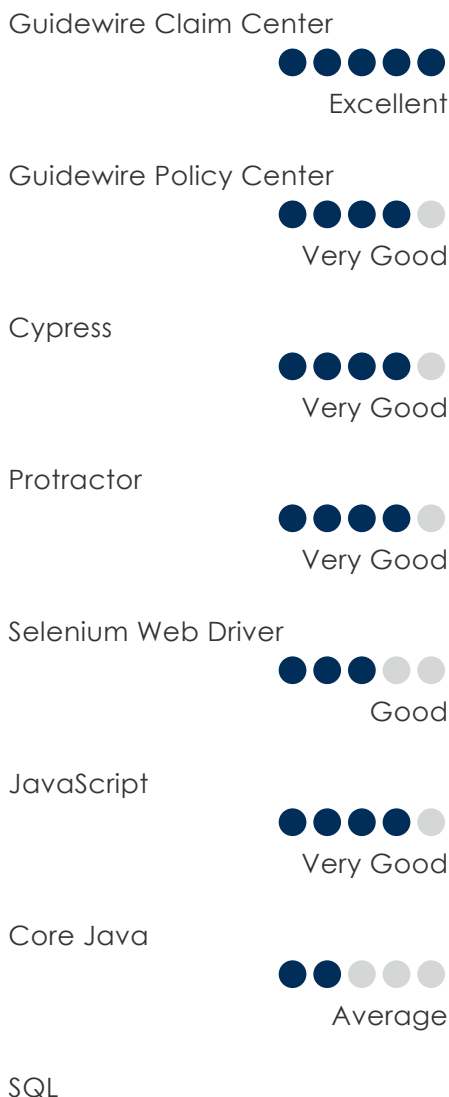 Guidewire Claim Center
Excellent
Guidewire Policy Center
Very Good
Cypress
Very Good
Protractor
Very Good
Selenium Web Driver
Good
JavaScript
Very Good
Core Java
Average
SQL